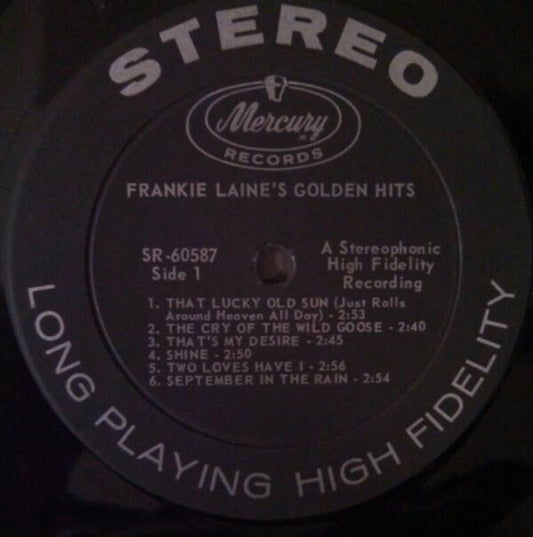 STEREO
Mercury
RECORDS
FRANKIE LAINE'S GOLDEN HITS
SR-60587
Side 1
A Stereophonic
High Fidelity
Recording
1. THAT LUCKY OLD SUN (Just Rolls
Around Heaven All Day) - 2:53
2. THE CRY OF THE WILD GOOSE - 2:40
3. THAT'S MY DESIRE - 2:45
4. SHINE - 2:50
5. TWO LOVES HAVE I - 2:56
6. SEPTEMBER IN THE RAIN - 2:54
LONG PLAYING HIGH FIDELITY